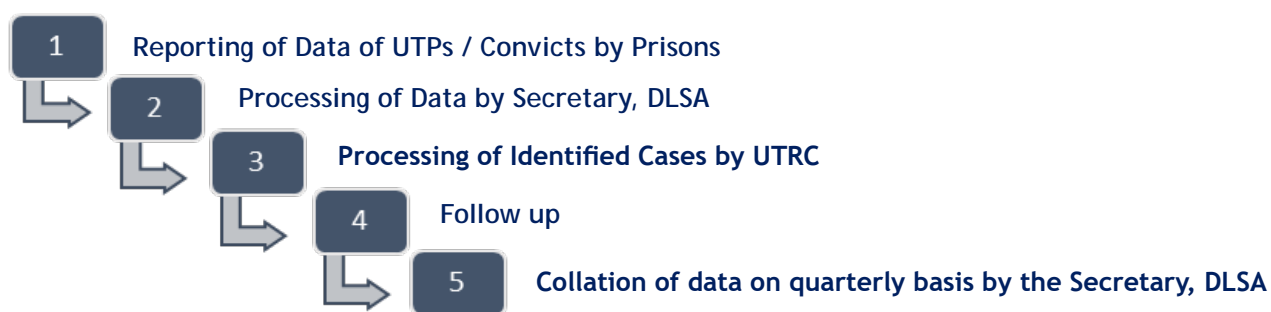 1 Reporting of Data of UTPs / Convicts by Prisons
2 Processing of Data by Secretary, DLSA
3 Processing of Identified Cases by UTRC
4 Follow up
5 Collation of data on quarterly basis by the Secretary, DLSA